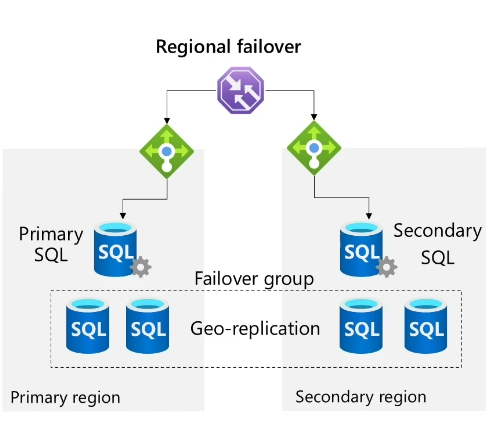 Regional failover
Primary
SQL
SQL
SQL
Secondary
SQL
Failover group
SQL
SQL
Geo-replication
SQL
SQL
Primary region
Secondary region